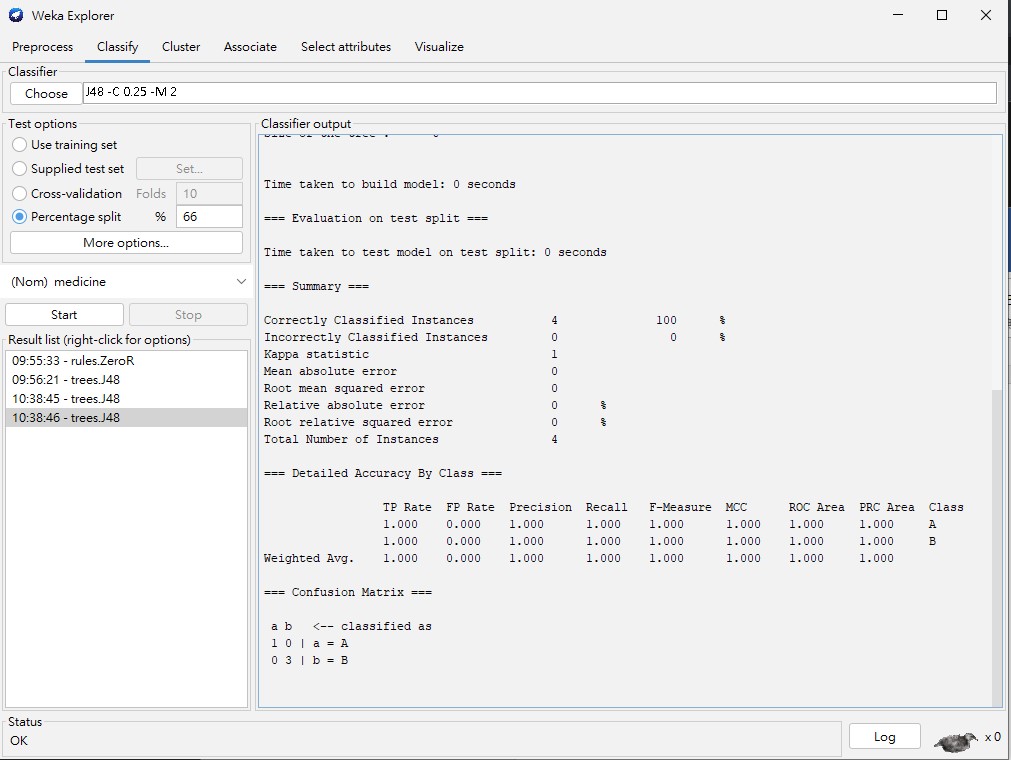 Weka Explorer
Preprocess Classify Cluster Associate Select attributes Visualize
Classifier
Choose J48 -C 0.25 -M 2
Test options
Use training set
Supplied test set Set...
Cross-validation Folds 10
Percentage split % 66
More options...
(Nom) medicine
Start Stop
Result list (right-click for options)
09:55:33 - rules.ZeroR
09:56:21 - trees.J48
10:38:45 - trees.J48
10:38:46 - trees.J48
Classifier output
Time taken to build model: 0 seconds
=== Evaluation on test split ===
Time taken to test model on test split: 0 seconds
=== Summary ===
Correctly Classified Instances 4 100 %
Incorrectly Classified Instances 0 0 %
Kappa statistic 1
Mean absolute error 0
Root mean squared error 0
Relative absolute error 0 %
Root relative squared error 0 %
Total Number of Instances 4
=== Detailed Accuracy By Class ===
TP Rate FP Rate Precision Recall F-Measure MCC ROC Area PRC Area Class
1.000 0.000 1.000 1.000 1.000 1.000 1.000 1.000 A
1.000 0.000 1.000 1.000 1.000 1.000 1.000 1.000 B
Weighted Avg. 1.000 0.000 1.000 1.000 1.000 1.000 1.000 1.000
=== Confusion Matrix ===
a b <-- classified as
1 0 | a = A
0 3 | b = B
Status
OK
Log x 0